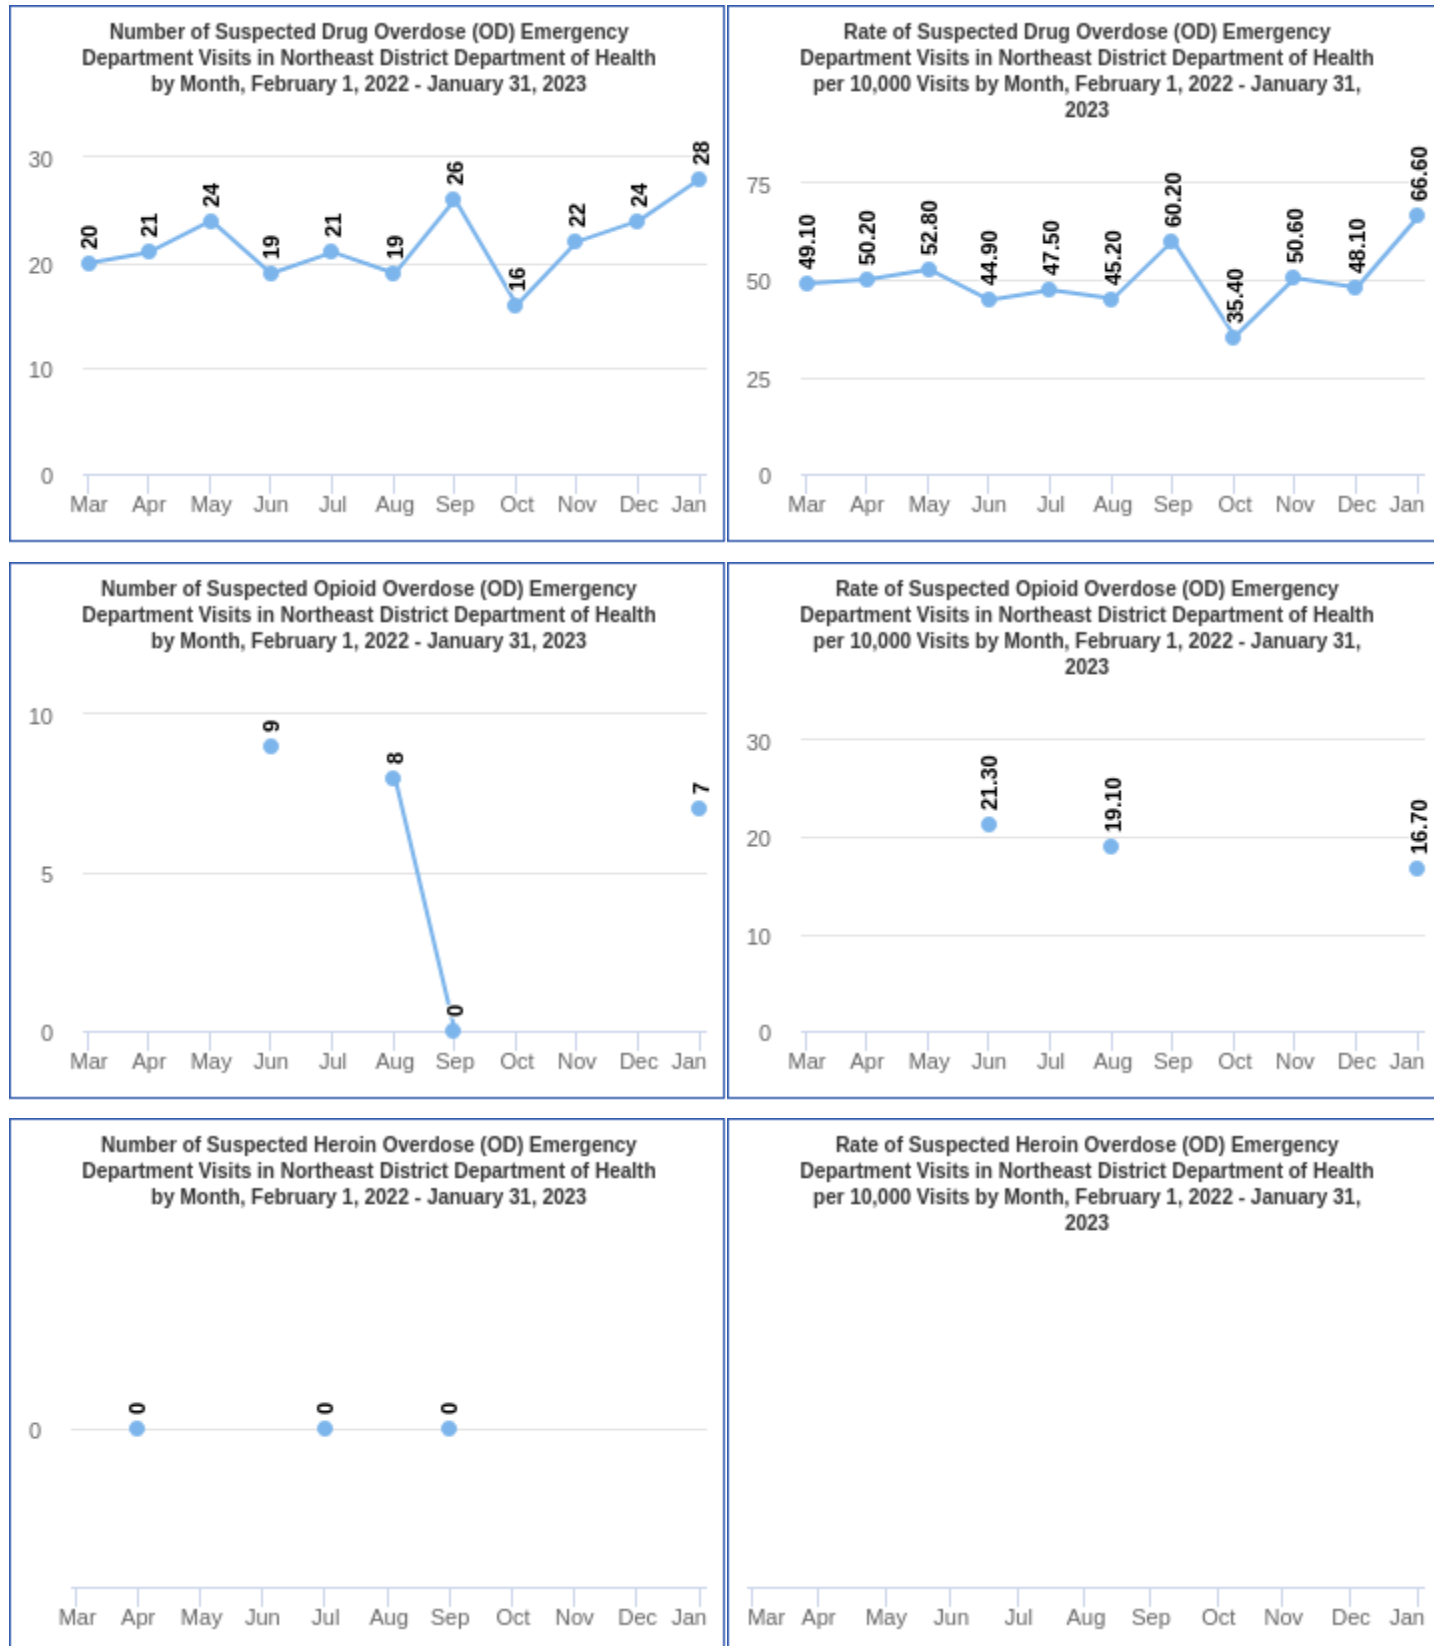 Number of Suspected Drug Overdose (OD) Emergency
Department Visits in Northeast District Department of Health
by Month, February 1, 2022 - January 31, 2023
30
20
10
0
20
21
24
19
21
19
26
16
22
24
28
Mar Apr May Jun Jul Aug Sep Oct Nov Dec Jan
Rate of Suspected Drug Overdose (OD) Emergency
Department Visits in Northeast District Department of Health
per 10,000 Visits by Month, February 1, 2022 - January 31,
2023
75
50
25
0
49.10
50.20
52.80
44.90
47.50
45.20
60.20
35.40
50.60
48.10
66.60
Mar Apr May Jun Jul Aug Sep Oct Nov Dec Jan
Number of Suspected Opioid Overdose (OD) Emergency
Department Visits in Northeast District Department of Health
by Month, February 1, 2022 - January 31, 2023
10
5
0
9
8
0
7
Mar Apr May Jun Jul Aug Sep Oct Nov Dec Jan
Rate of Suspected Opioid Overdose (OD) Emergency
Department Visits in Northeast District Department of Health
per 10,000 Visits by Month, February 1, 2022 - January 31,
2023
30
20
10
0
21.30
19.10
16.70
Mar Apr May Jun Jul Aug Sep Oct Nov Dec Jan
Number of Suspected Heroin Overdose (OD) Emergency
Department Visits in Northeast District Department of Health
by Month, February 1, 2022 - January 31, 2023
0
0
0
0
Mar Apr May Jun Jul Aug Sep Oct Nov Dec Jan
Rate of Suspected Heroin Overdose (OD) Emergency
Department Visits in Northeast District Department of Health
per 10,000 Visits by Month, February 1, 2022 - January 31,
2023
Mar Apr May Jun Jul Aug Sep Oct Nov Dec Jan